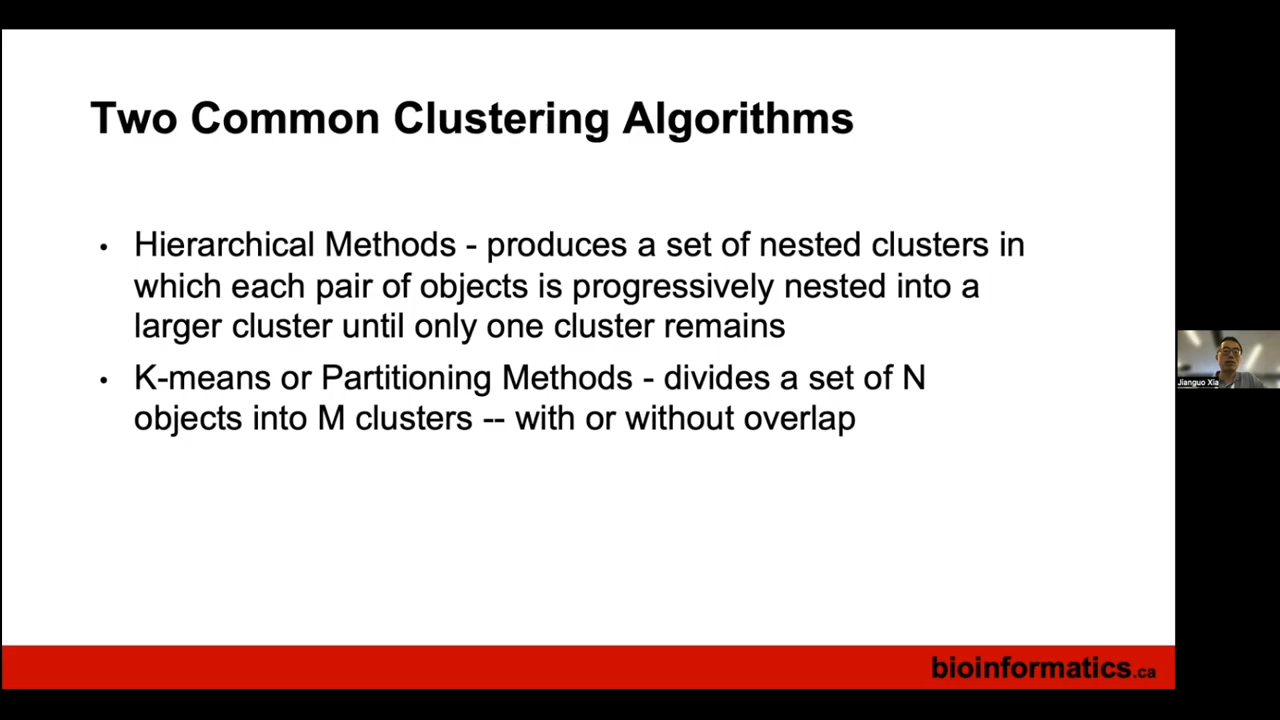 Two Common Clustering Algorithms
• Hierarchical Methods - produces a set of nested clusters in
which each pair of objects is progressively nested into a
larger cluster until only one cluster remains
• K-means or Partitioning Methods - divides a set of N
objects into M clusters -- with or without overlap
Jianguo Xia
bioinformatics.ca